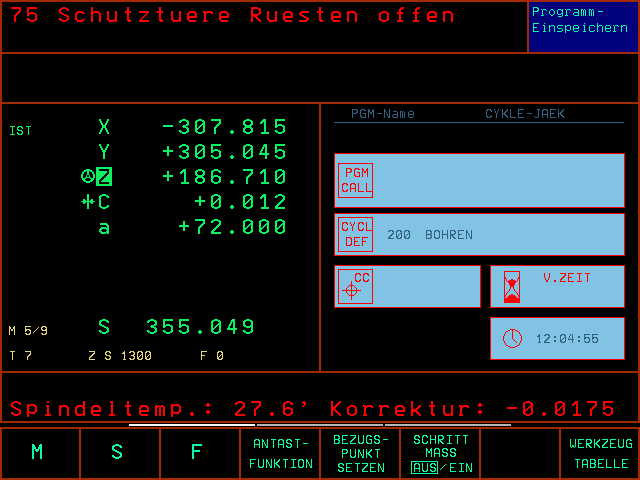 75 Schutztuere Ruesten offen
Programm-
Einspeichern
PGM-Name CYKLE-JAEK
IST
X -307.815
Y +305.045
Z +186.710
C +0.012
a +72.000
PGM
CALL
CYCL
DEF
200 BOHREN
CC
V.ZEIT
12:04:55
M 5/9
S 355.049
T 7 Z S 1300 F 0
Spindeltemp.: 27.6' Korrektur: -0.0175
M
S
F
ANTAST-
FUNKTION
BEZUGS-
PUNKT
SETZEN
SCHRITT
MASS
AUS/EIN
WERKZEUG
TABELLE